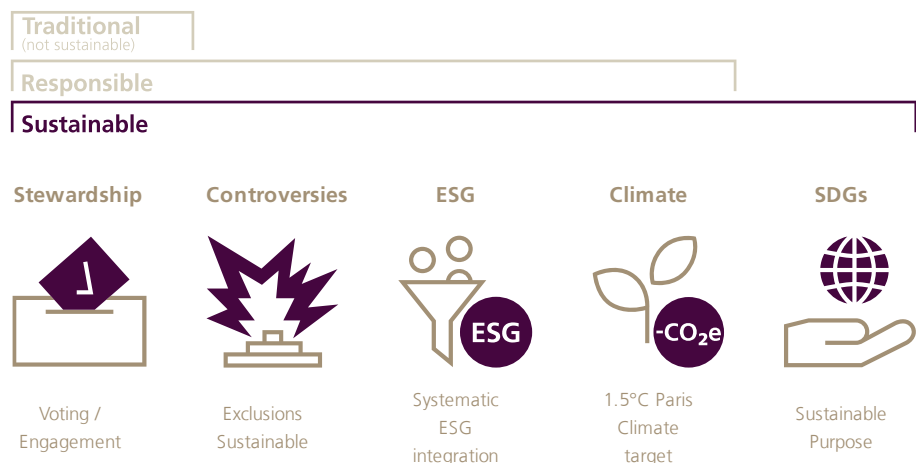 Traditional
(not sustainable)
Responsible
Sustainable
Stewardship Controversies ESG Climate SDGs
ESG -CO₂e
Voting /
Engagement
Exclusions
Sustainable
Systematic
ESG
integration
1.5°C Paris
Climate
target
Sustainable
Purpose